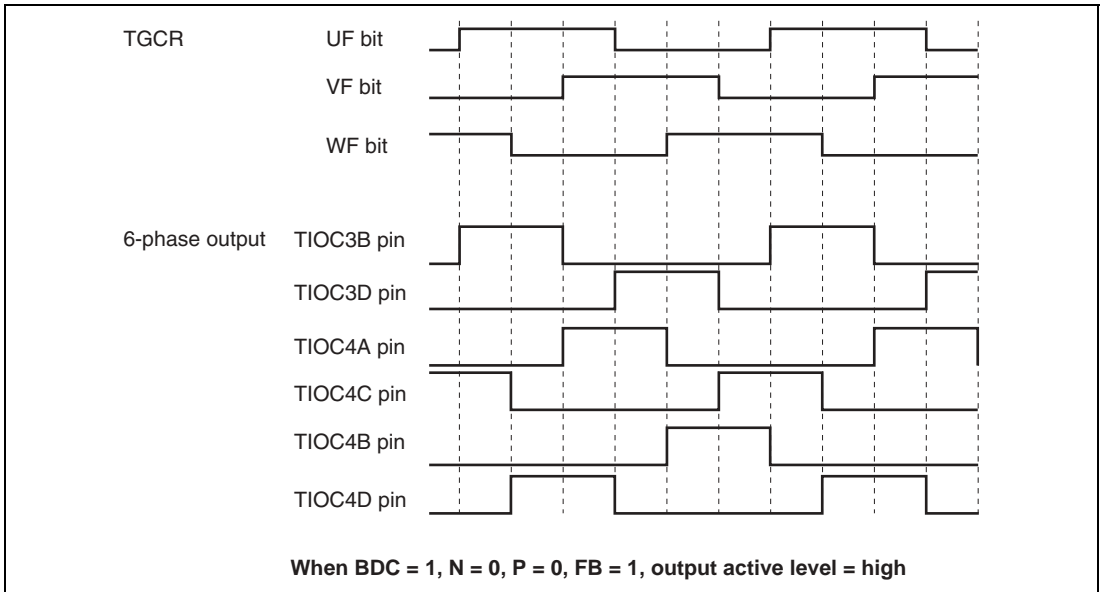 TGCR UF bit
VF bit
WF bit
6-phase output TIOC3B pin
TIOC3D pin
TIOC4A pin
TIOC4C pin
TIOC4B pin
TIOC4D pin
When BDC = 1, N = 0, P = 0, FB = 1, output active level = high